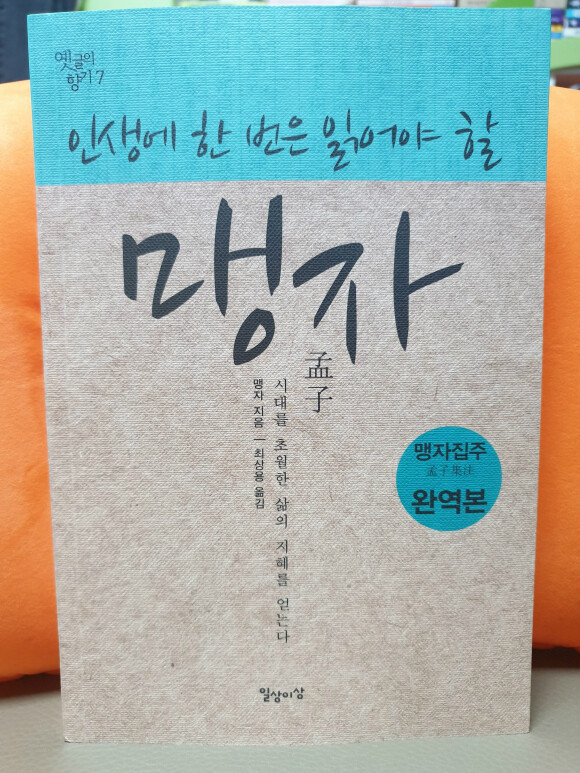 옛글의
향기 7
인생에 한 번은 읽어야 할
맹자
孟子
시대를 초월한 삶의 지혜를 얻는다
맹자 지음 — 최상용 옮김
맹자집주
孟子集注
완역본
일상이상